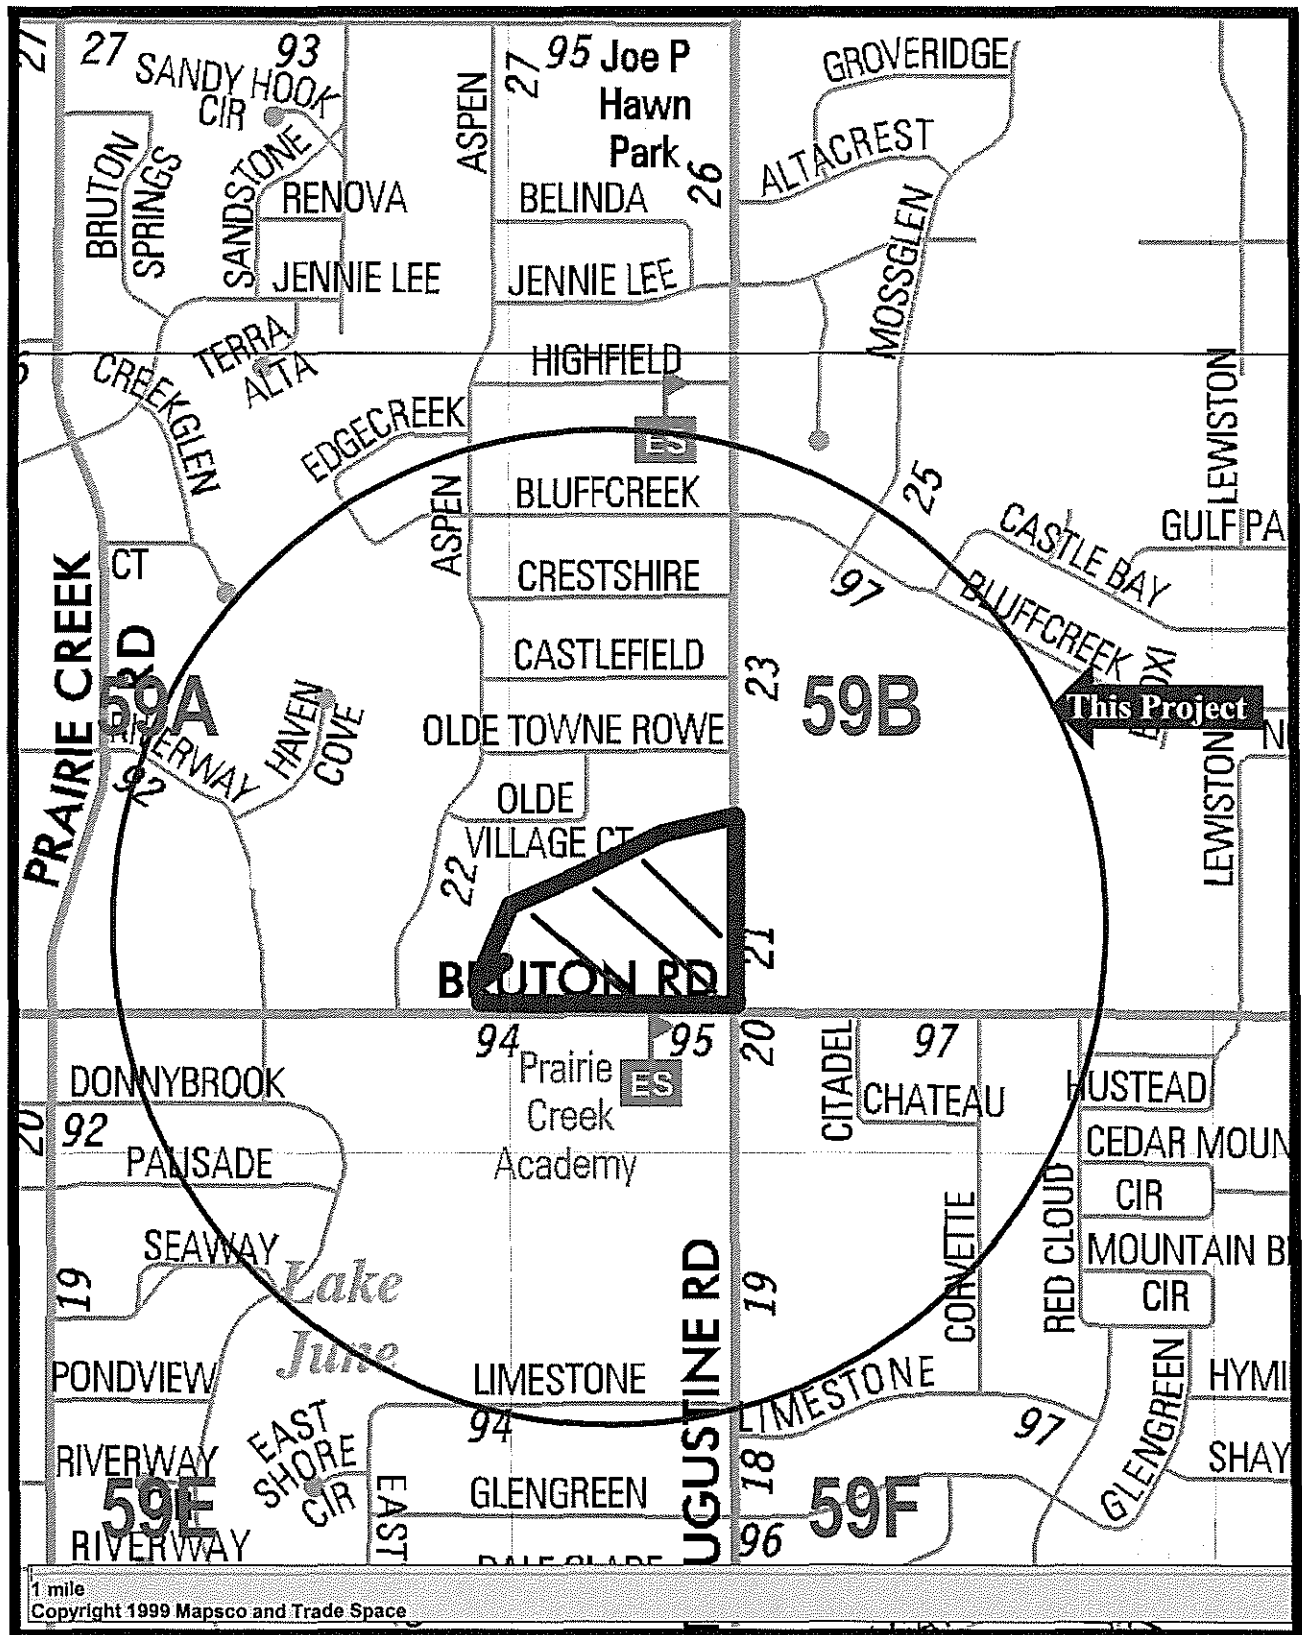 27
27
93
SANDY HOOK
CIR
27
95
Joe P
Hawn
Park
GROVERIDGE
ASPEN
BRUTON
SPRINGS
SANDSTONE
RENOVA
BELINDA
26
ALTACREST
MOSSGLEN
JENNIE LEE
JENNIE LEE
TERRA
ALTA
HIGHFIELD
CREEKGLEN
EDGECREEK
ES
LEWISTON
ASPEN
BLUFFCREEK
25
CASTLE BAY
GULF PA
CT
CRESTSHIRE
97
BLUFFCREEK
PRAIRIE CREEK
RD
CASTLEFIELD
23
59A
59B
This Project
RIVERWAY
92
HAVEN
COVE
OLDE TOWNE ROWE
LEWISTON
OLDE
VILLAGE CT
22
21
BRUTON RD
94
95
20
CITADEL
97
Prairie
Creek
Academy
ES
DONNYBROOK
CHATEAU
HUSTEAD
20
92
PALISADE
CEDAR MOUN
CIR
SEAWAY
Lake
June
CORVETTE
RED CLOUD
MOUNTAIN
CIR
19
19
PONDVIEW
LIMESTONE
94
LIMESTONE
97
HYMI
UGUSTINE RD
EAST
SHORE
CIR
RIVERWAY
59E
EAST
GLENGREEN
18
59F
GLENGREEN
SHAY
RIVERWAY
96
1 mile
Copyright 1999 Mapsco and Trade Space